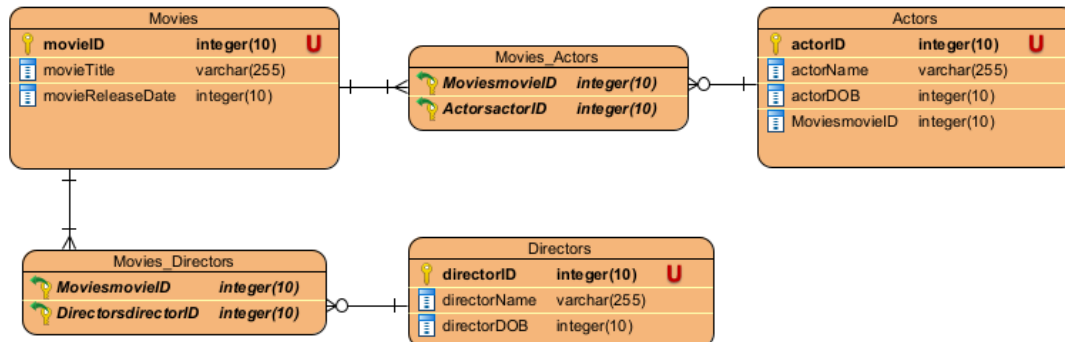 Movies
movieID integer(10) U
movieTitle varchar(255)
movieReleaseDate integer(10)
Movies_Actors
MoviesmovieID integer(10)
ActorsactorID integer(10)
Actors
actorID integer(10) U
actorName varchar(255)
actorDOB integer(10)
MoviesmovieID integer(10)
Movies_Directors
MoviesmovieID integer(10)
DirectorsdirectorID integer(10)
Directors
directorID integer(10) U
directorName varchar(255)
directorDOB integer(10)